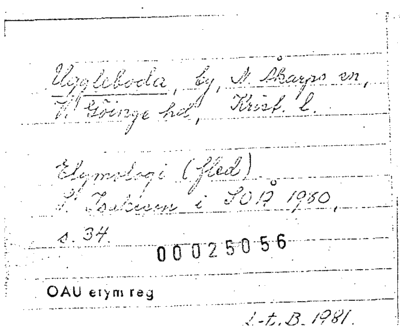 Uggleboda, by, N. Åkarps sn,
V. Göinge hd, Krist. l.
Etymologi (fled)
S. Isaksson i SOÅ 1980,
s. 34.
00025056
OAU etym reg
L-t, B. 1981.